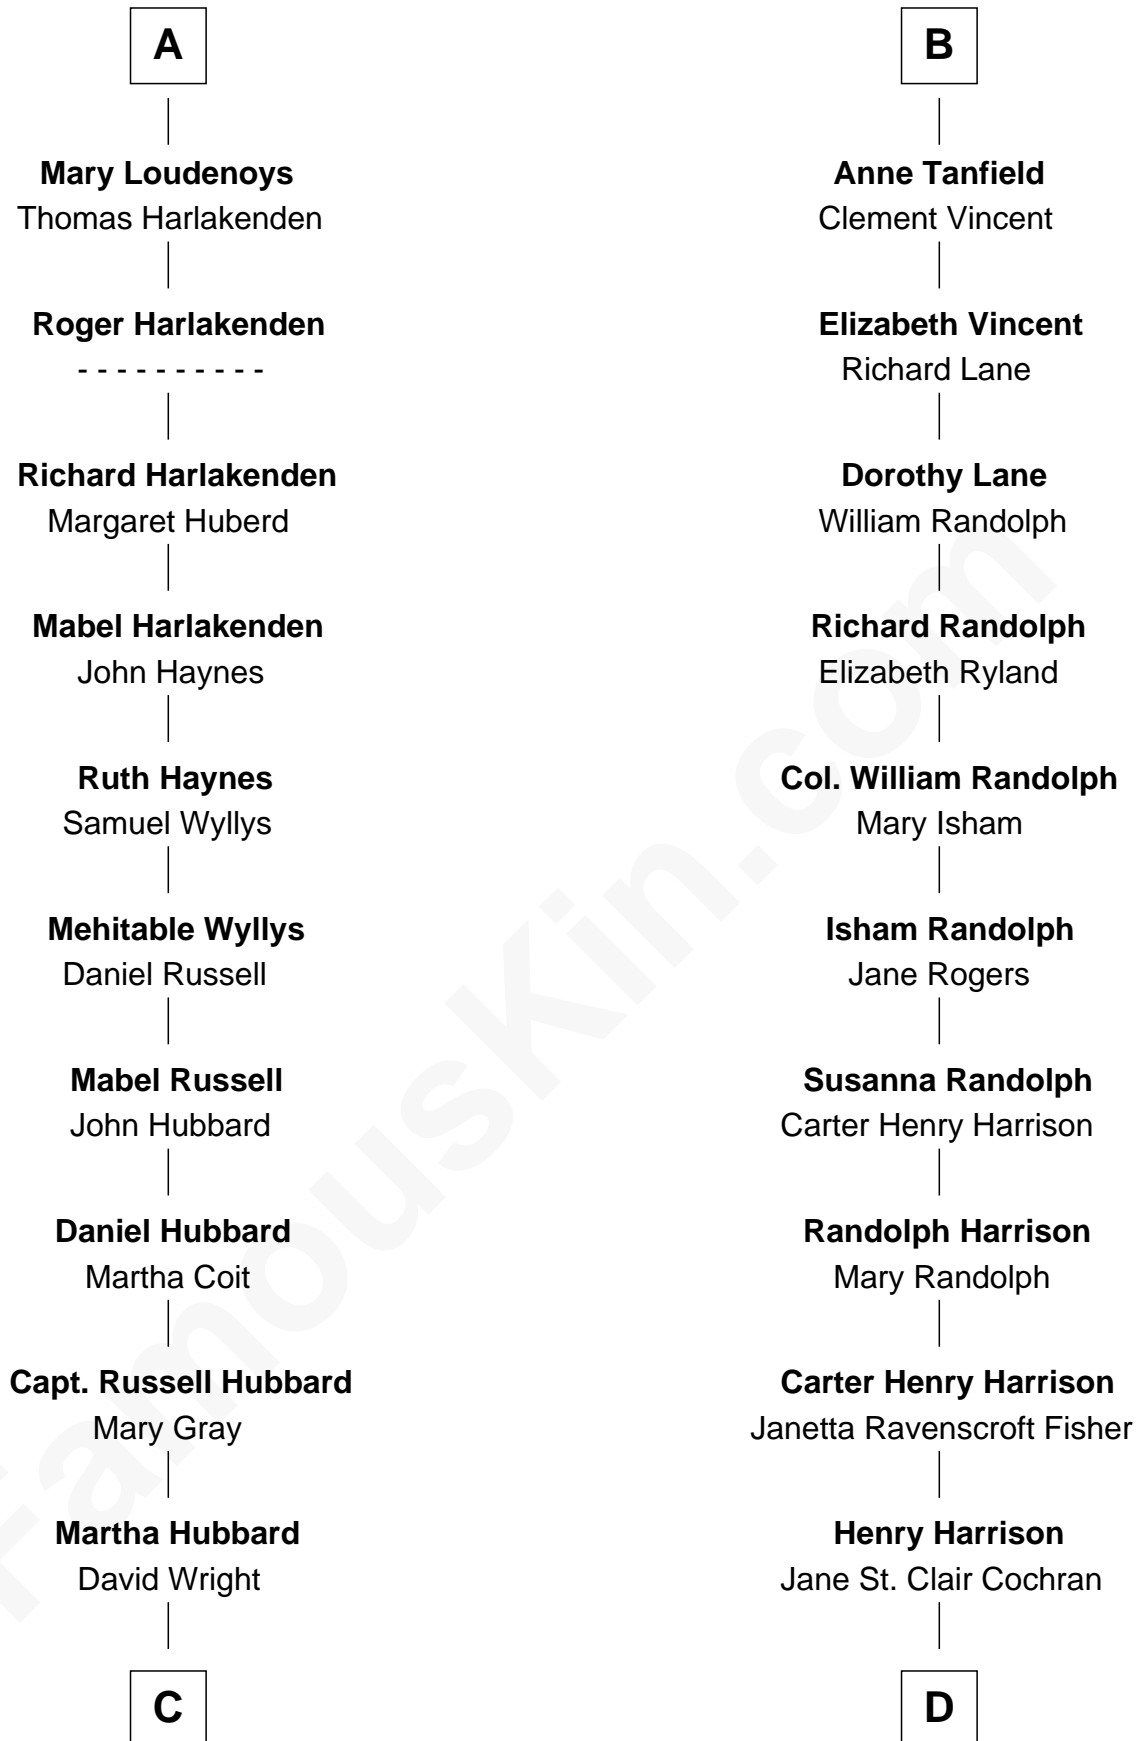 A
Mary Loudenoys
Thomas Harlakenden
Roger Harlakenden
- - - - - - - - - -
Richard Harlakenden
Margaret Huberd
Mabel Harlakenden
John Haynes
Ruth Haynes
Samuel Wyllys
Mehitable Wyllys
Daniel Russell
Mabel Russell
John Hubbard
Daniel Hubbard
Martha Coit
Capt. Russell Hubbard
Mary Gray
Martha Hubbard
David Wright
C
B
Anne Tanfield
Clement Vincent
Elizabeth Vincent
Richard Lane
Dorothy Lane
William Randolph
Richard Randolph
Elizabeth Ryland
Col. William Randolph
Mary Isham
Isham Randolph
Jane Rogers
Susanna Randolph
Carter Henry Harrison
Randolph Harrison
Mary Randolph
Carter Henry Harrison
Janetta Ravenscroft Fisher
Henry Harrison
Jane St. Clair Cochran
D
FamousKin.com